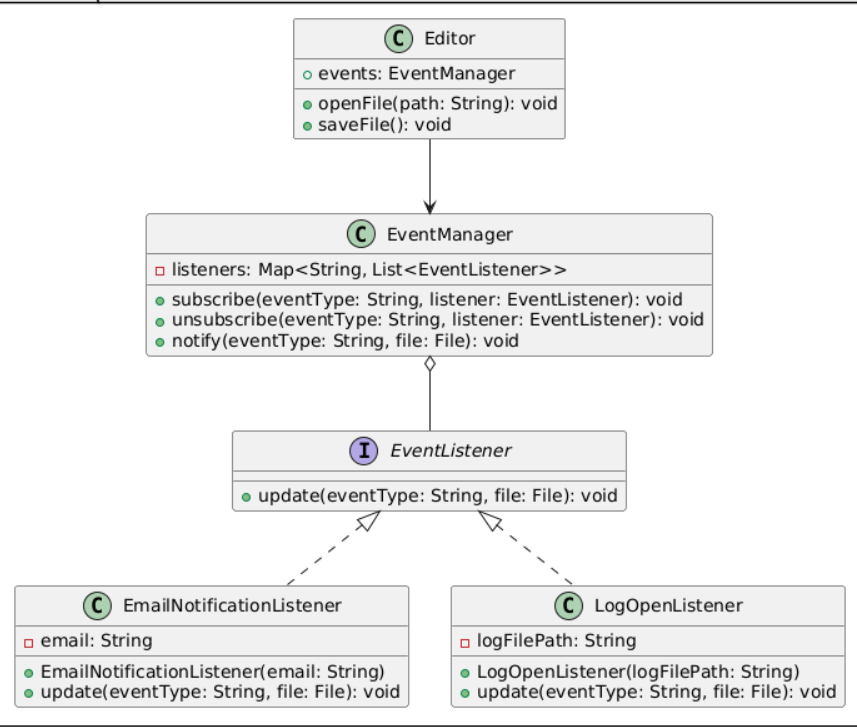 C Editor
events: EventManager
openFile(path: String): void
saveFile(): void
C EventManager
listeners: Map<String, List<EventListener>>
subscribe(eventType: String, listener: EventListener): void
unsubscribe(eventType: String, listener: EventListener): void
notify(eventType: String, file: File): void
I EventListener
update(eventType: String, file: File): void
C EmailNotificationListener
email: String
EmailNotificationListener(email: String)
update(eventType: String, file: File): void
C LogOpenListener
logFilePath: String
LogOpenListener(logFilePath: String)
update(eventType: String, file: File): void